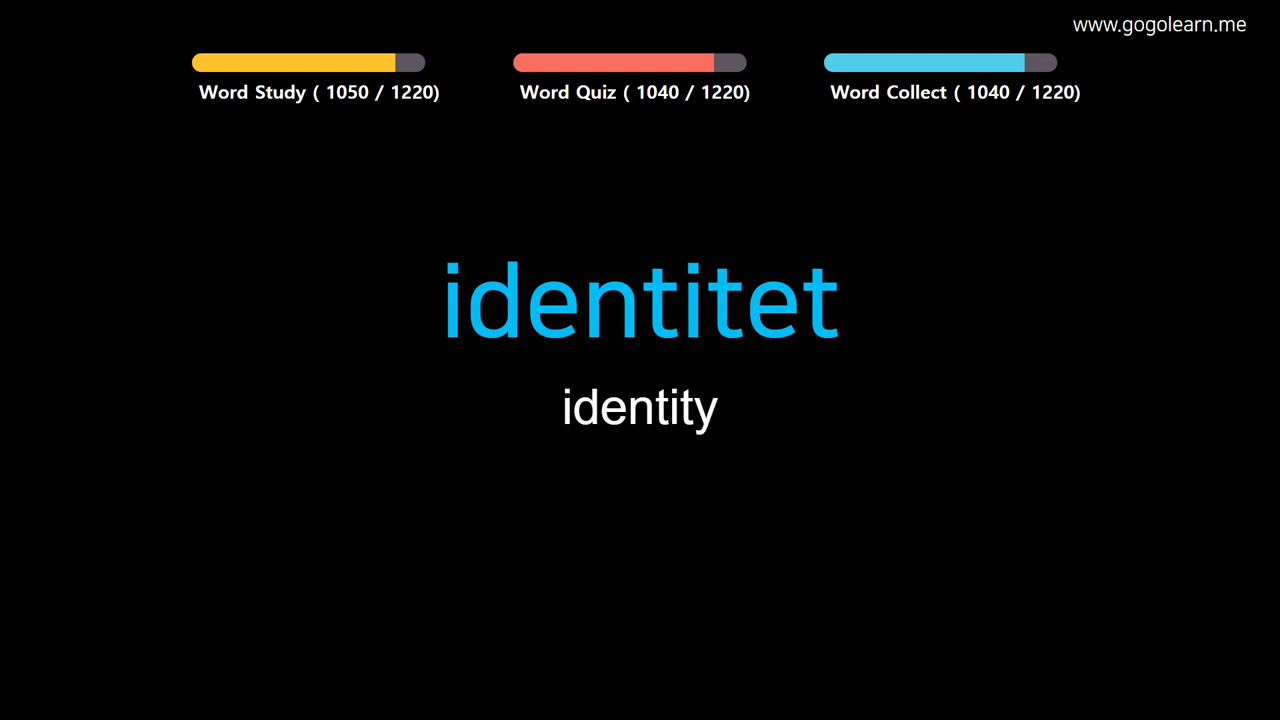 www.gogolearn.me
Word Study ( 1050 / 1220)
Word Quiz ( 1040 / 1220)
Word Collect ( 1040 / 1220)
identitet
identity